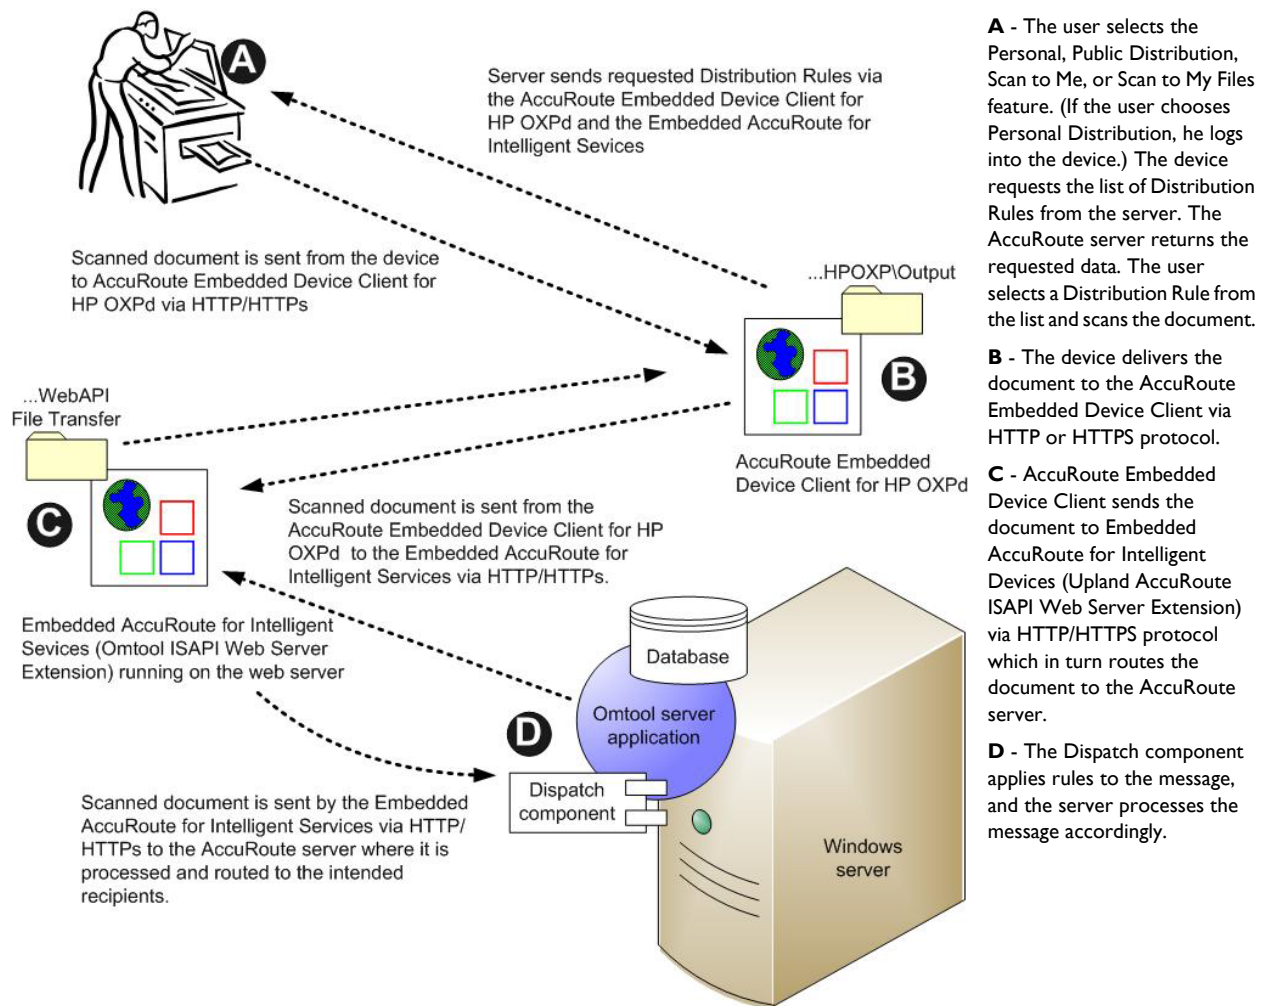 A
Server sends requested Distribution Rules via
the AccuRoute Embedded Device Client for
HP OXPd and the Embedded AccuRoute for
Intelligent Sevices
Scanned document is sent from the device
to AccuRoute Embedded Device Client for
HP OXPd via HTTP/HTTPs
...HPOXP\Output
B
AccuRoute Embedded
Device Client for HP OXPd
...WebAPI
File Transfer
C
Scanned document is sent from the
AccuRoute Embedded Device Client for HP
OXPd to the Embedded AccuRoute for
Intelligent Services via HTTP/HTTPs.
Embedded AccuRoute for Intelligent
Sevices (Omtool ISAPI Web Server
Extension) running on the web server
D
Database
Omtool server
application
Dispatch
component
Windows
server
Scanned document is sent by the Embedded
AccuRoute for Intelligent Services via HTTP/
HTTPs to the AccuRoute server where it is
processed and routed to the intended
recipients.
A - The user selects the
Personal, Public Distribution,
Scan to Me, or Scan to My Files
feature. (If the user chooses
Personal Distribution, he logs
into the device.) The device
requests the list of Distribution
Rules from the server. The
AccuRoute server returns the
requested data. The user
selects a Distribution Rule from
the list and scans the document.
B - The device delivers the
document to the AccuRoute
Embedded Device Client via
HTTP or HTTPS protocol.
C - AccuRoute Embedded
Device Client sends the
document to Embedded
AccuRoute for Intelligent
Devices (Upland AccuRoute
ISAPI Web Server Extension)
via HTTP/HTTPS protocol
which in turn routes the
document to the AccuRoute
server.
D - The Dispatch component
applies rules to the message,
and the server processes the
message accordingly.